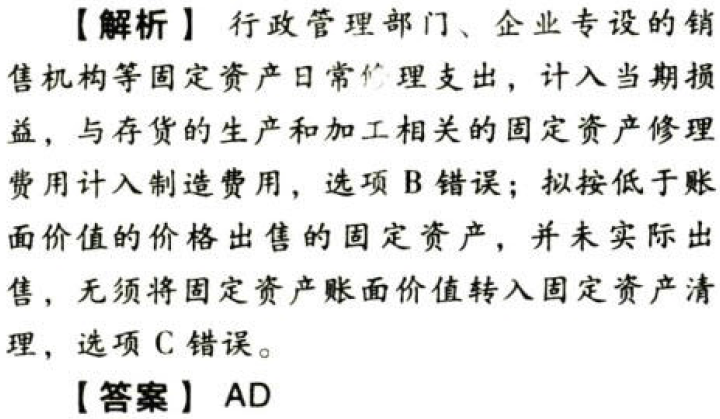 【解析】 行政管理部门、企业专设的销
售机构等固定资产日常修理支出，计入当期损
益，与存货的生产和加工相关的固定资产修理
费用计入制造费用，选项 B 错误；拟按低于账
面价值的价格出售的固定资产，并未实际出
售，无须将固定资产账面价值转入固定资产清
理，选项 C 错误。
【答案】 AD